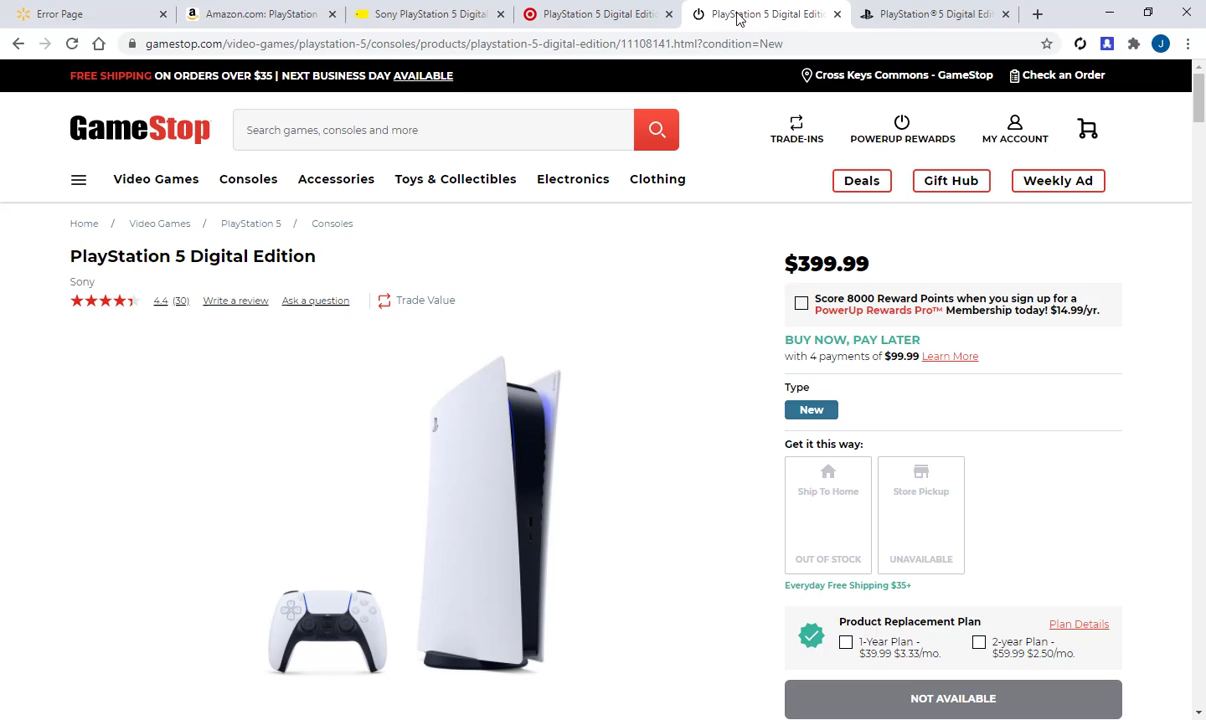 Error Page
Amazon.com: PlayStation
Sony PlayStation 5 Digital
PlayStation 5 Digital Editi
PlayStation 5 Digital Editi
PlayStation®5 Digital Edi
gamestop.com/video-games/playstation-5/consoles/products/playstation-5-digital-edition/11108141.html?condition=New
J
FREE SHIPPING ON ORDERS OVER $35 | NEXT BUSINESS DAY AVAILABLE
Cross Keys Commons - GameStop
Check an Order
GameStop
Search games, consoles and more
TRADE-INS
POWERUP REWARDS
MY ACCOUNT
Video Games
Consoles
Accessories
Toys & Collectibles
Electronics
Clothing
Deals
Gift Hub
Weekly Ad
Home / Video Games / PlayStation 5 / Consoles
PlayStation 5 Digital Edition
Sony
4.4 (30) Write a review Ask a question
Trade Value
$399.99
Score 8000 Reward Points when you sign up for a
PowerUp Rewards Pro™ Membership today! $14.99/yr.
BUY NOW, PAY LATER
with 4 payments of $99.99 Learn More
Type
New
Get it this way:
Ship To Home
OUT OF STOCK
Store Pickup
UNAVAILABLE
Everyday Free Shipping $35+
Product Replacement Plan
Plan Details
1-Year Plan -
$39.99 $3.33/mo.
2-year Plan -
$59.99 $2.50/mo.
NOT AVAILABLE